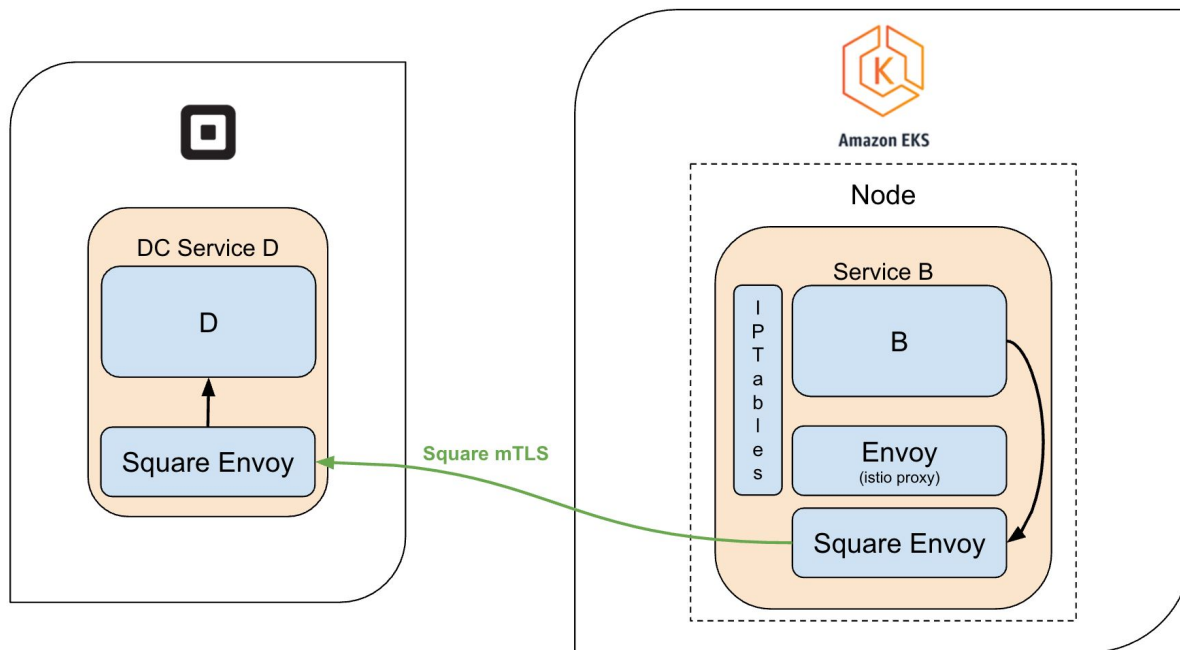 DC Service D
D
Square Envoy
Square mTLS
K
Amazon EKS
Node
Service B
I
P
T
a
b
l
e
s
B
Envoy
(istio proxy)
Square Envoy